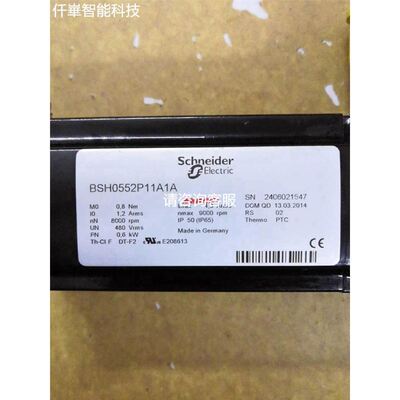 仟崋智能科技
Schneider
Electric
BSH0552P11A1A
SN 2406021547
M0 0,8 Nm
DOM QD 13.03.2014
I0 1,2 Arms
nmax 9000 rpm
RS 02
nN 8000 rpm
IP 50 (IP65)
Thermo PTC
UN 480 Vrms
Made in Germany
PN 0,6 kW
Th-Cl F DT-F2 E208613
CE
请咨询客服